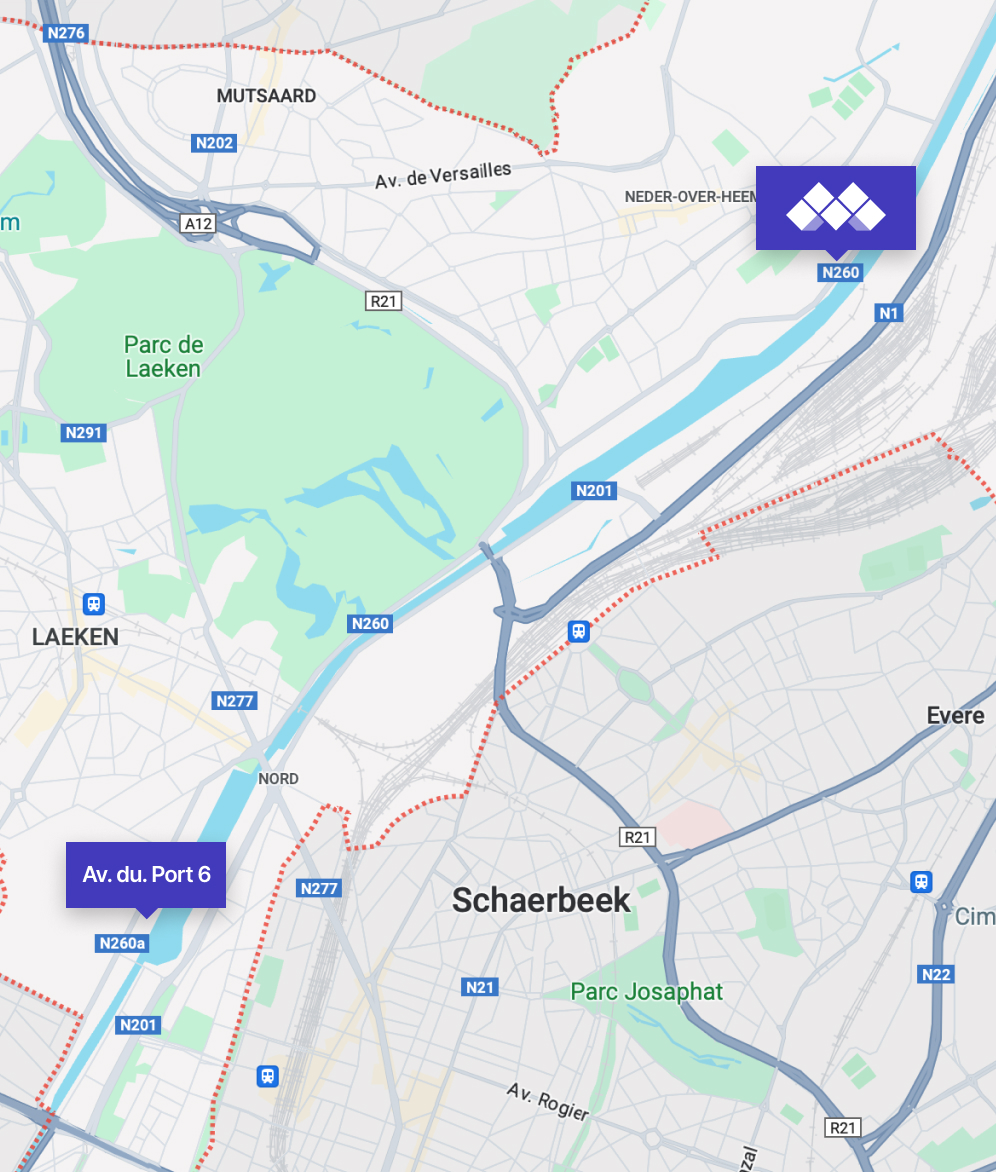 N276
MUTSAARD
N202
Av. de Versailles
NEDER-OVER-HEEM
m
A12
N260
R21
N1
Parc de
Laeken
N291
N201
LAEKEN
N260
N277
Evere
NORD
R21
Av. du. Port 6
N277
Schaerbeek
Cim
N260a
N22
N21
Parc Josaphat
N201
Av. Rogier
R21
zal